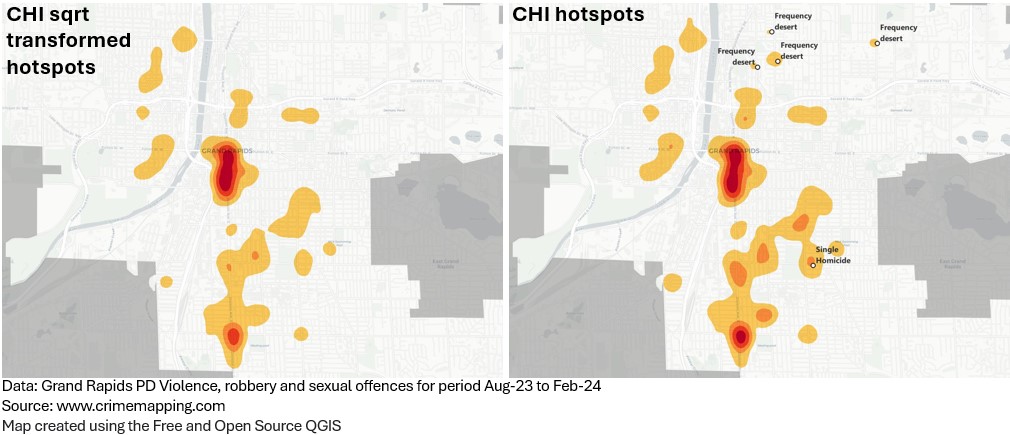 CHI sqrt
transformed
hotspots
GRAND RAPIDS
East Grand
Rapids
CHI hotspots
Frequency
desert
Frequency
desert
Frequency
desert
Frequency
desert
GRAND RAPIDS
Single
Homicide
East Grand
Rapids
Data: Grand Rapids PD Violence, robbery and sexual offences for period Aug-23 to Feb-24
Source: www.crimemapping.com
Map created using the Free and Open Source QGIS